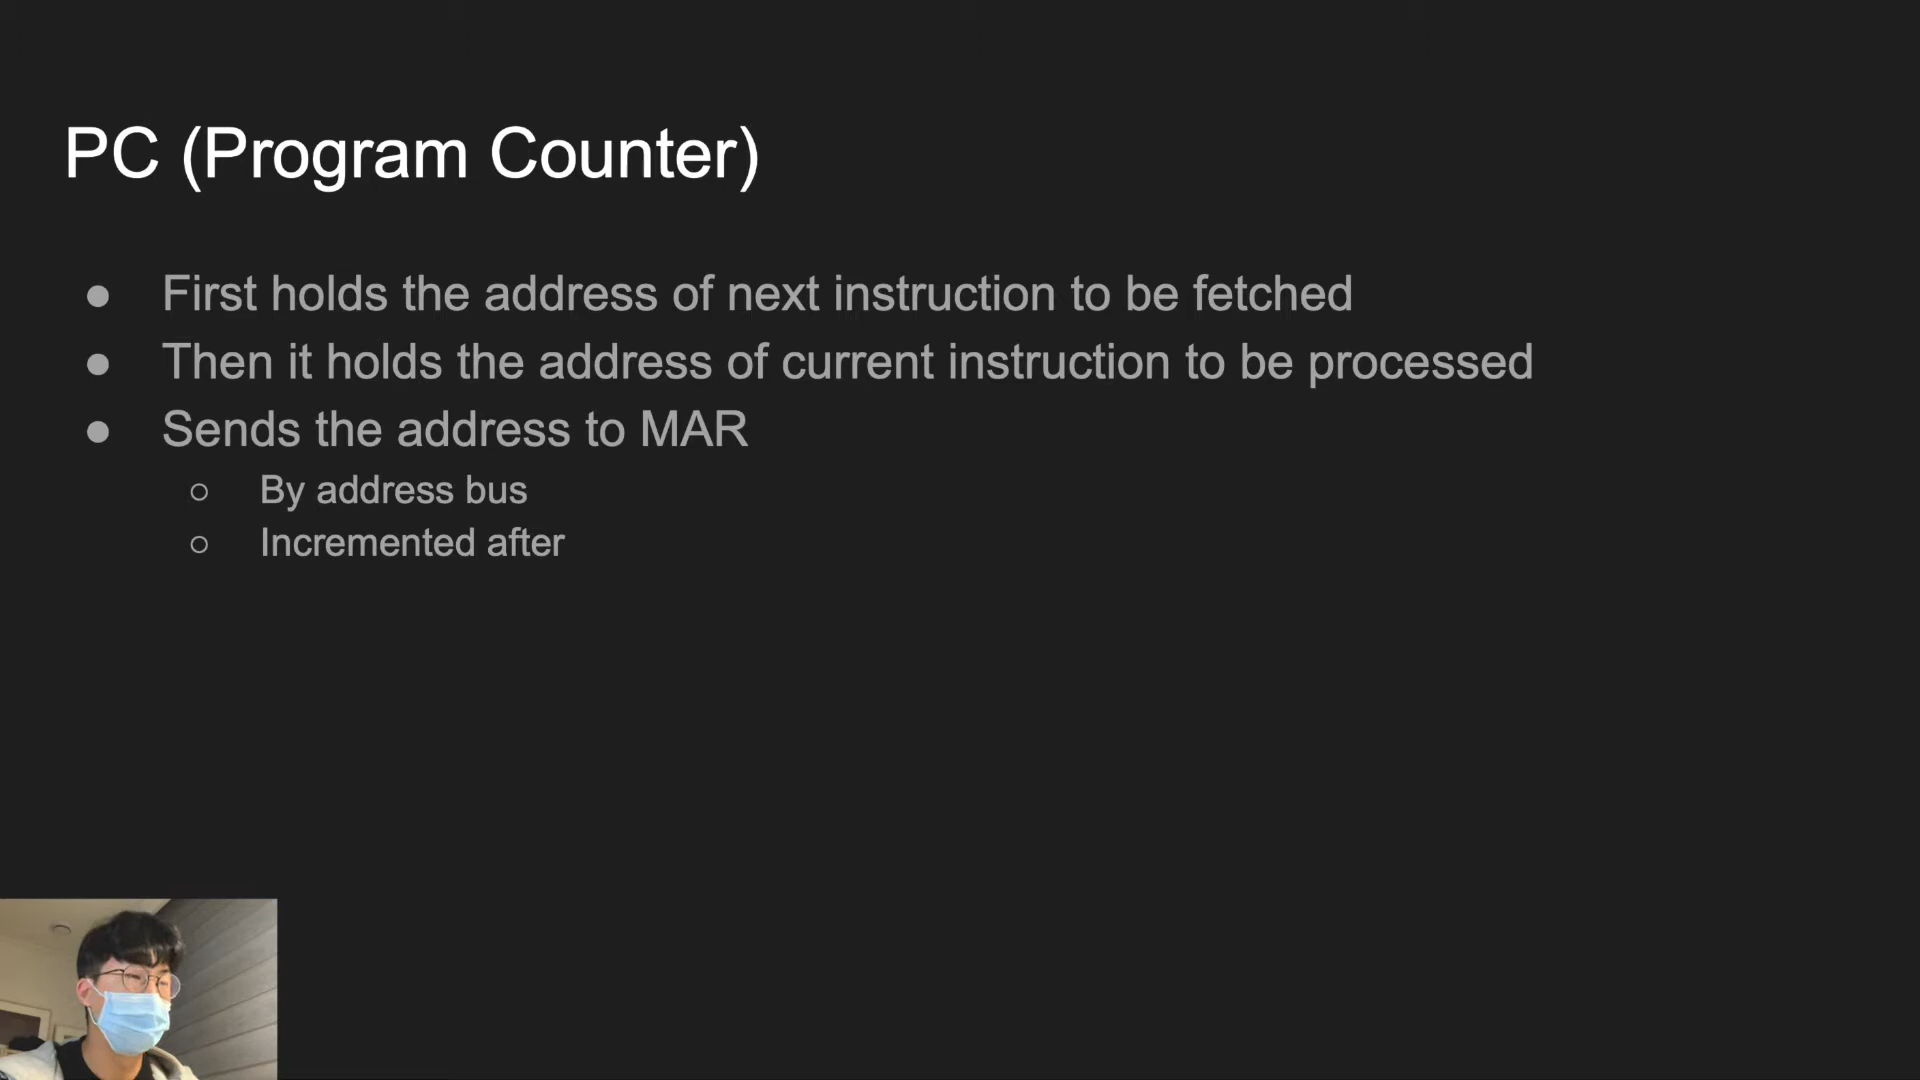 PC (Program Counter)
● First holds the address of next instruction to be fetched
● Then it holds the address of current instruction to be processed
● Sends the address to MAR
○ By address bus
○ Incremented after